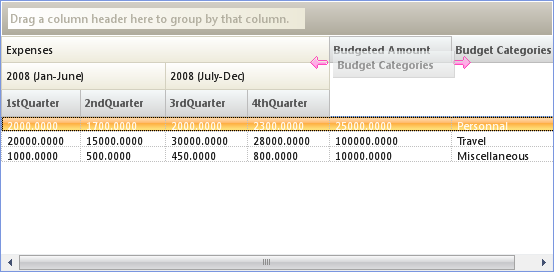 Drag a column header here to group by that column.
Expenses Budgeted Amount Budget Categories
Budget Categories
2008 (Jan-June) 2008 (July-Dec)
1stQuarter 2ndQuarter 3rdQuarter 4thQuarter
2000.0000 1700.0000 2000.0000 2300.0000 25000.0000 Personnal
20000.0000 15000.0000 30000.0000 28000.0000 100000.0000 Travel
1000.0000 500.0000 450.0000 800.0000 10000.0000 Miscellaneous